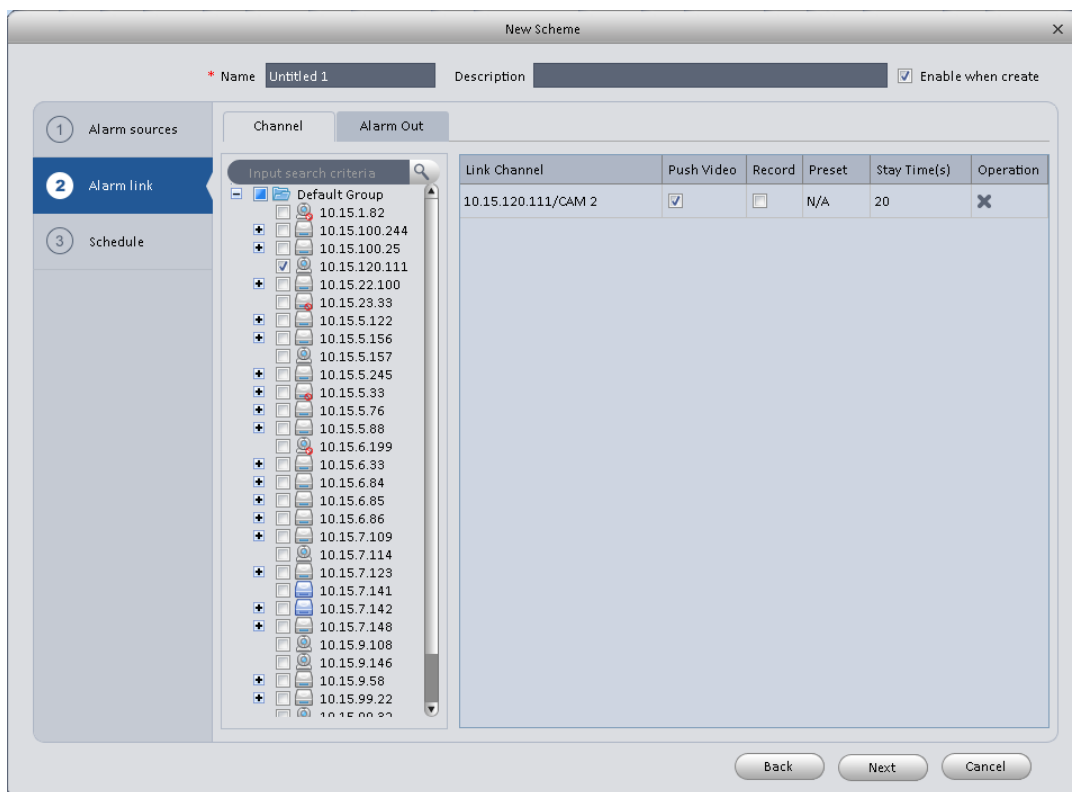 New Scheme
* Name Untitled 1 Description Enable when create
1 Alarm sources
2 Alarm link
3 Schedule
Channel Alarm Out
Input search criteria
Default Group
10.15.1.82
10.15.100.244
10.15.100.25
10.15.120.111
10.15.22.100
10.15.23.33
10.15.5.122
10.15.5.156
10.15.5.157
10.15.5.245
10.15.5.33
10.15.5.76
10.15.5.88
10.15.6.199
10.15.6.33
10.15.6.84
10.15.6.85
10.15.6.86
10.15.7.109
10.15.7.114
10.15.7.123
10.15.7.141
10.15.7.142
10.15.7.148
10.15.9.108
10.15.9.146
10.15.9.58
10.15.99.22
Link Channel Push Video Record Preset Stay Time(s) Operation
10.15.120.111/CAM 2 N/A 20
Back Next Cancel